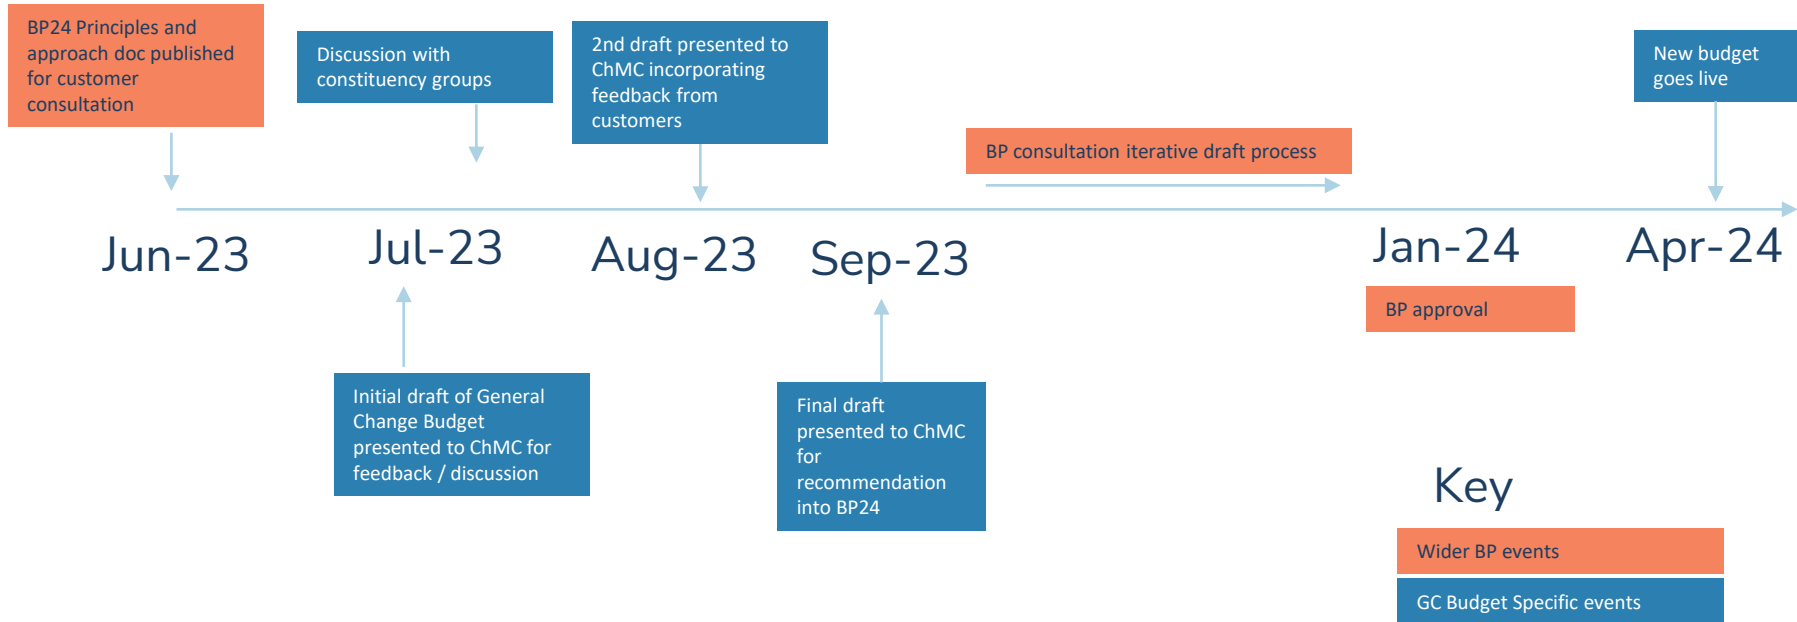 BP24 Principles and
approach doc published
for customer
consultation
Discussion with
constituency groups
2nd draft presented to
ChMC incorporating
feedback from
customers
BP consultation iterative draft process
New budget
goes live
Jun-23
Jul-23
Aug-23
Sep-23
Jan-24
Apr-24
BP approval
Initial draft of General
Change Budget
presented to ChMC for
feedback / discussion
Final draft
presented to ChMC
for
recommendation
into BP24
Key
Wider BP events
GC Budget Specific events